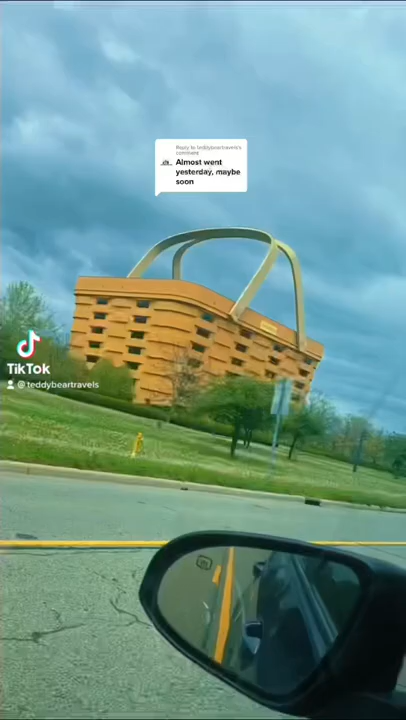 Reply to teddybeartravels's
comment
Almost went
yesterday, maybe
soon
TikTok
@teddybeartravels